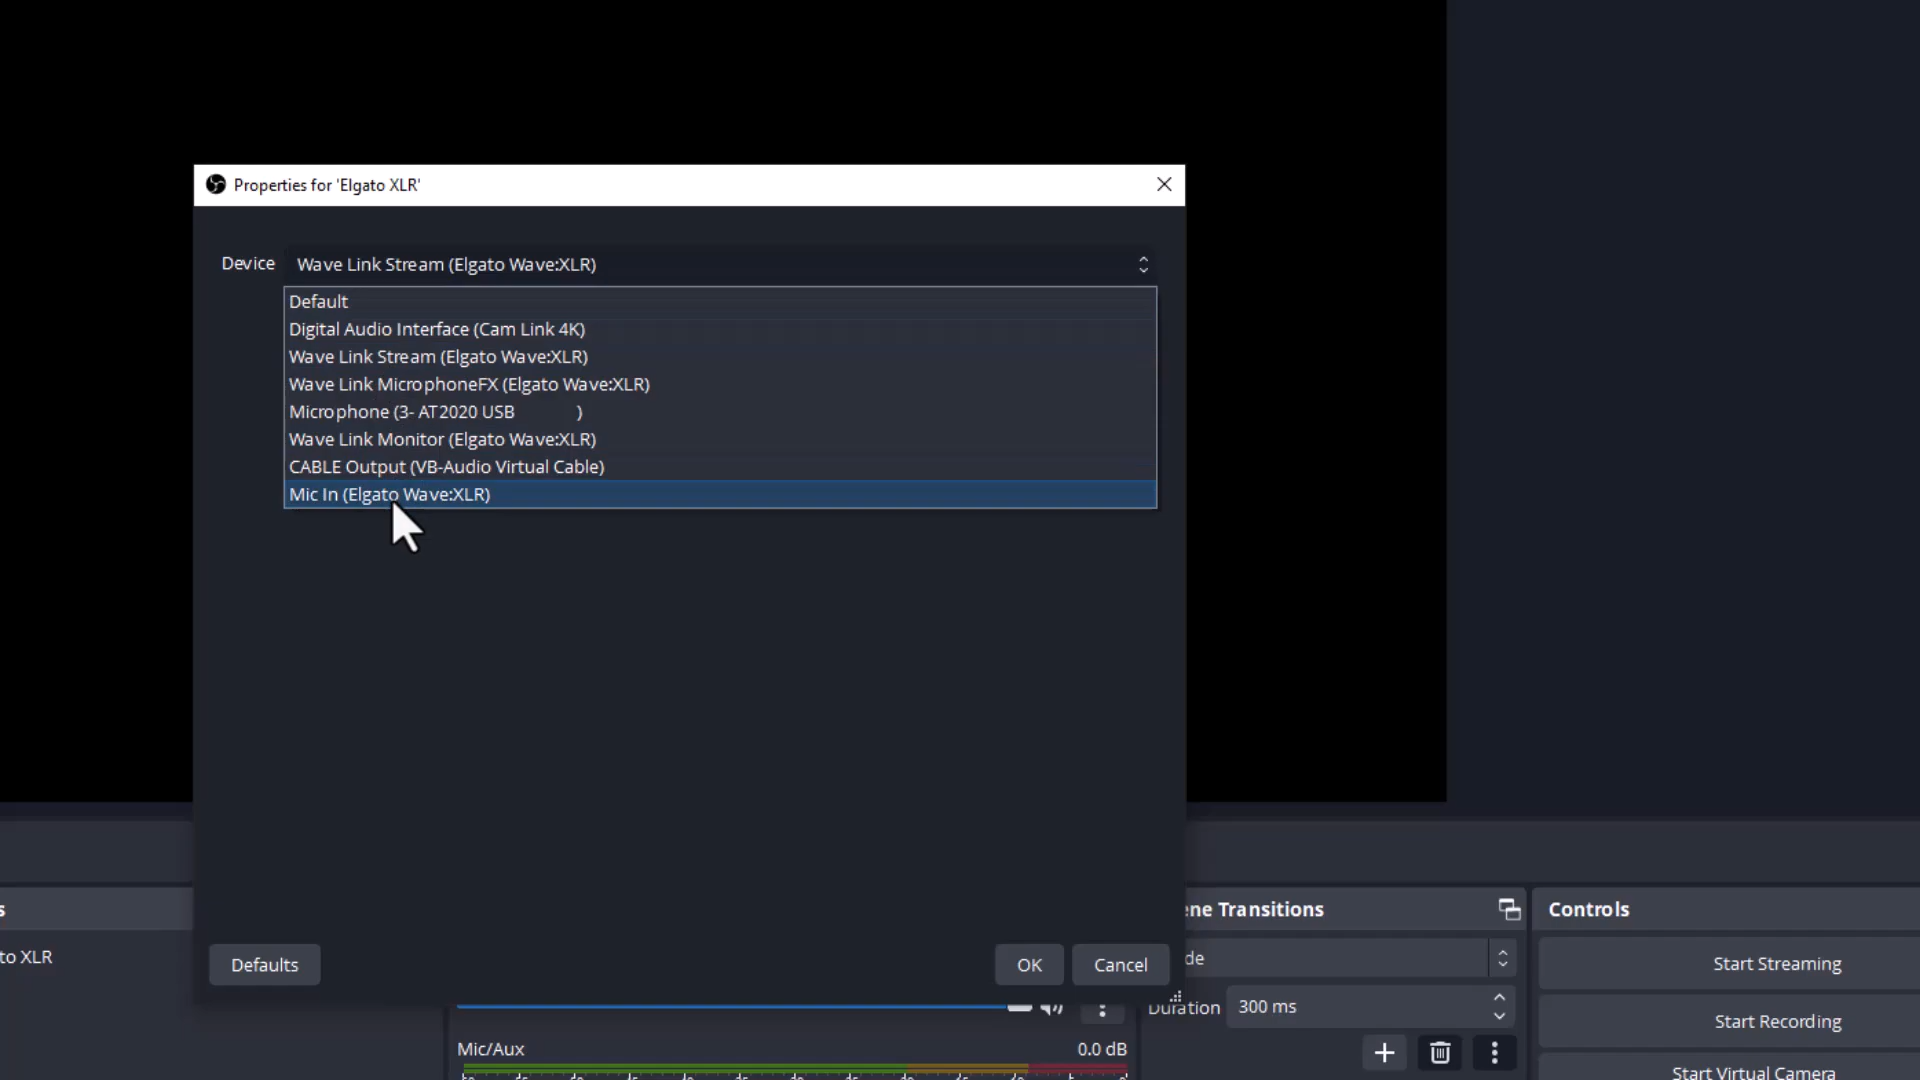 Properties for 'Elgato XLR'
Device
Wave Link Stream (Elgato Wave:XLR)
Default
Digital Audio Interface (Cam Link 4K)
Wave Link Stream (Elgato Wave:XLR)
Wave Link MicrophoneFX (Elgato Wave:XLR)
Microphone (3- AT2020 USB )
Wave Link Monitor (Elgato Wave:XLR)
CABLE Output (VB-Audio Virtual Cable)
Mic In (Elgato Wave:XLR)
Defaults
OK
Cancel
s
to XLR
Mic/Aux
0.0 dB
ene Transitions
de
Duration
300 ms
Controls
Start Streaming
Start Recording
Start Virtual Camera